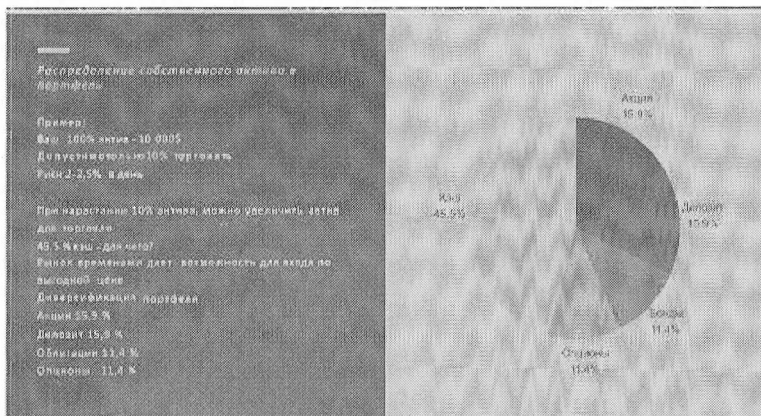 Распределение собственного актива в
портфель
Пример:
Ваш 100% актив - 10 000$
Допустимо только 10% торговать
Риск 2-2,5% в день
При нарастании 10% актива, можно увеличить актив
для торговли
45,5 % кэш - для чего?
Рынок временами дает возможность для входа по
выгодной цене
Диверсификация портфеля
Акции 15,9 %
Депозит 15,9 %
Облигации 11,4 %
Опционы 11,4 %
Акции
15.9%
Депозит
15.9%
Бонды
11.4%
Опционы
11.4%
Кэш
45.5%